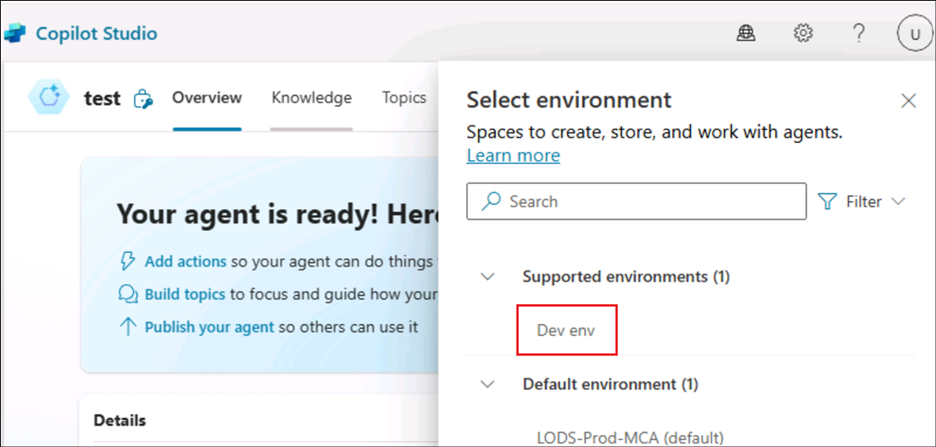 Copilot Studio
U
test
Overview
Knowledge
Topics
Your agent is ready! Here
Add actions so your agent can do things
Build topics to focus and guide how your
Publish your agent so others can use it
Details
Select environment
Spaces to create, store, and work with agents.
Learn more
Search
Filter
Supported environments (1)
Dev env
Default environment (1)
LODS-Prod-MCA (default)